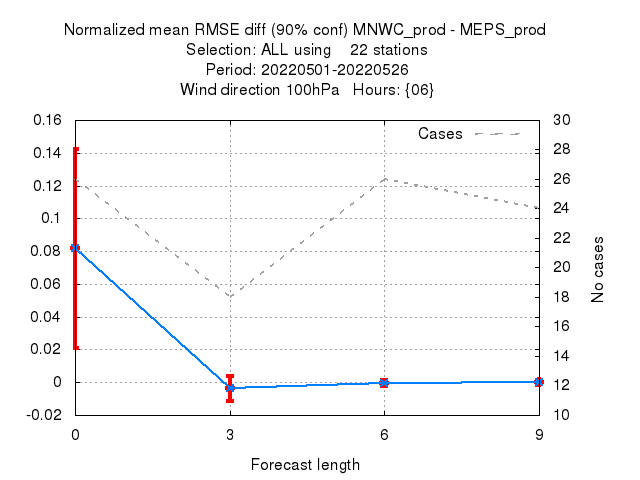 Normalized mean RMSE diff (90% conf) MNWC_prod - MEPS_prod
Selection: ALL using    22 stations
Period: 20220501-20220526
Wind direction 100hPa   Hours: {06}
Cases
0.16
0.14
0.12
0.1
0.08
0.06
0.04
0.02
0
-0.02
30
28
26
24
22
20
18
16
14
12
10
No cases
0 3 6 9
Forecast length